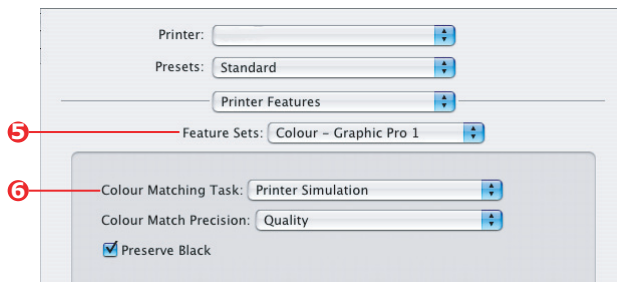 Printer:
Presets: Standard
Printer Features
5 Feature Sets: Colour – Graphic Pro 1
6 Colour Matching Task: Printer Simulation
Colour Match Precision: Quality
Preserve Black